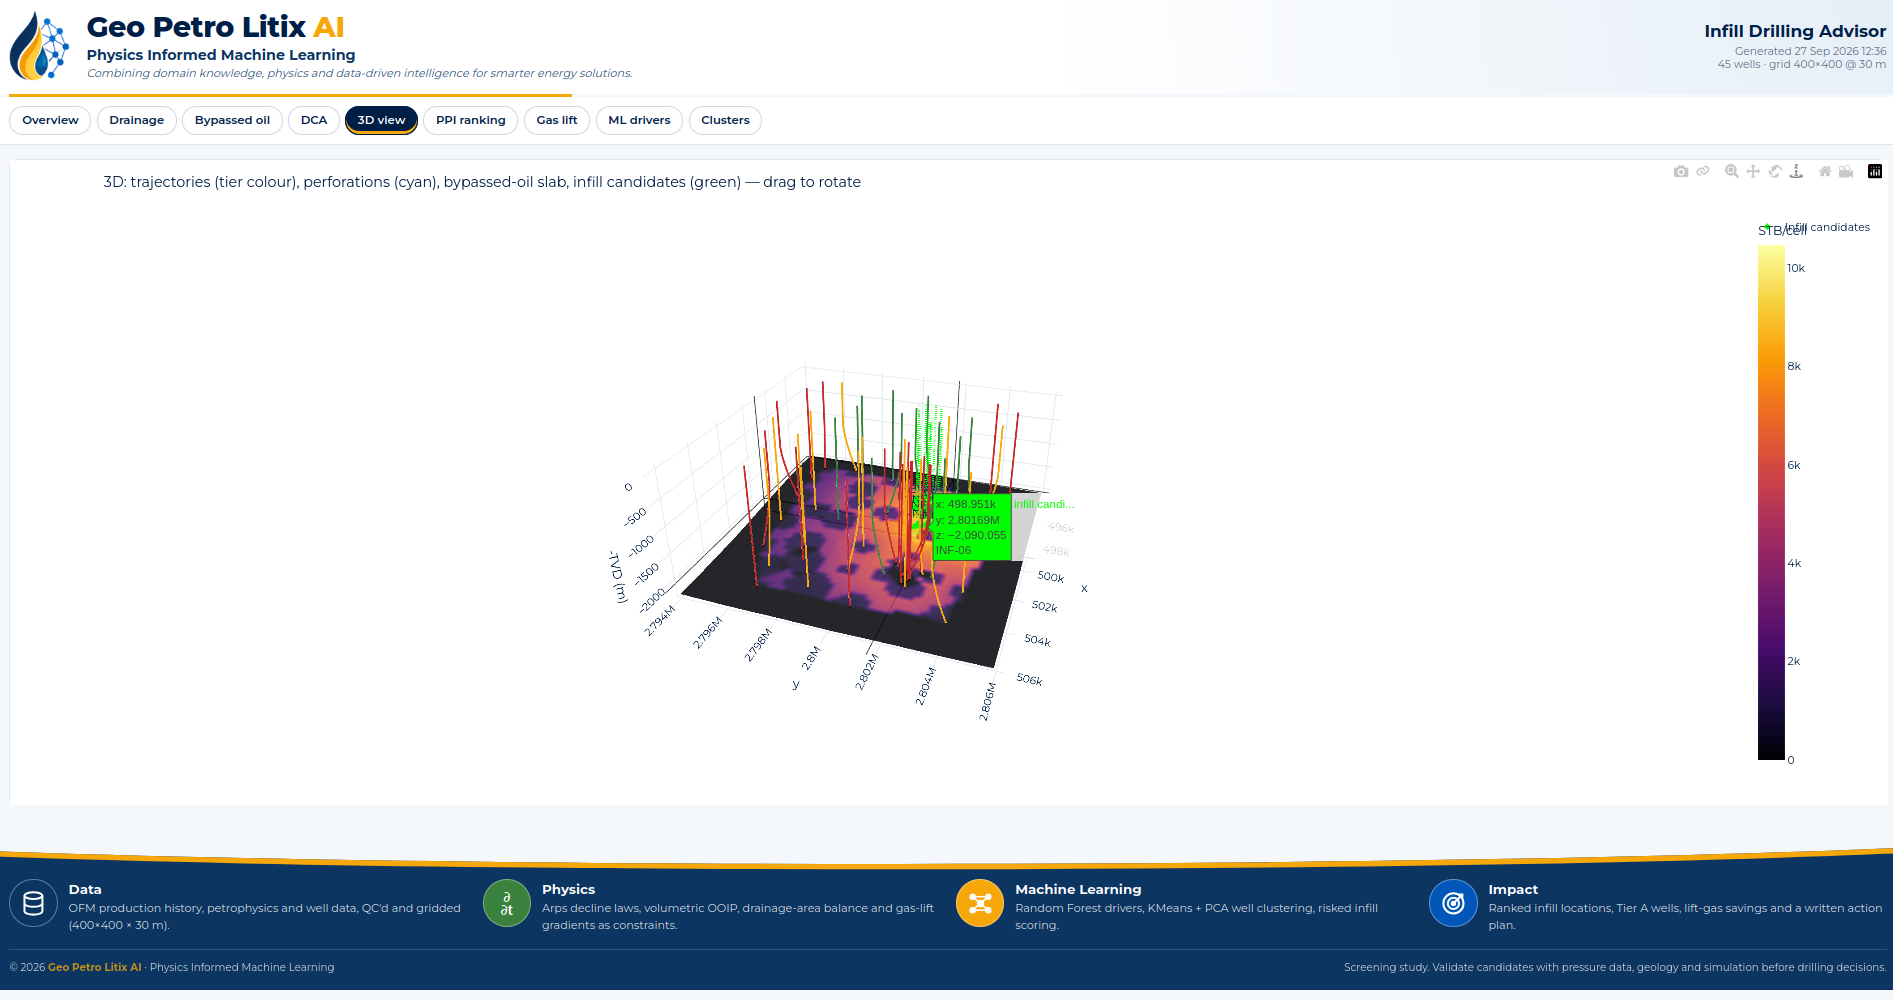 Geo Petro Litix AI
Physics Informed Machine Learning
Combining domain knowledge, physics and data-driven intelligence for smarter energy solutions.
Infill Drilling Advisor
Generated 27 Sep 2026 12:36
45 wells · grid 400×400 @ 30 m
Overview
Drainage
Bypassed oil
DCA
3D view
PPI ranking
Gas lift
ML drivers
Clusters
3D: trajectories (tier colour), perforations (cyan), bypassed-oil slab, infill candidates (green) — drag to rotate
Infill candidates
STB/cell
10k
8k
6k
4k
2k
0
0
−500
−1000
−1500
−2000
-TVD (m)
2.794M
2.796M
2.798M
2.8M
2.802M
2.804M
2.806M
y
496k
498k
500k
502k
504k
506k
x
x: 498.951k
y: 2.80169M
z: −2,090.055
INF-06
infill candi...
Data
OFM production history, petrophysics and well data, QC'd and gridded
(400×400 × 30 m).
∂
∂t
Physics
Arps decline laws, volumetric OOIP, drainage-area balance and gas-lift
gradients as constraints.
Machine Learning
Random Forest drivers, KMeans + PCA well clustering, risked infill
scoring.
Impact
Ranked infill locations, Tier A wells, lift-gas savings and a written action
plan.
© 2026 Geo Petro Litix AI · Physics Informed Machine Learning
Screening study. Validate candidates with pressure data, geology and simulation before drilling decisions.